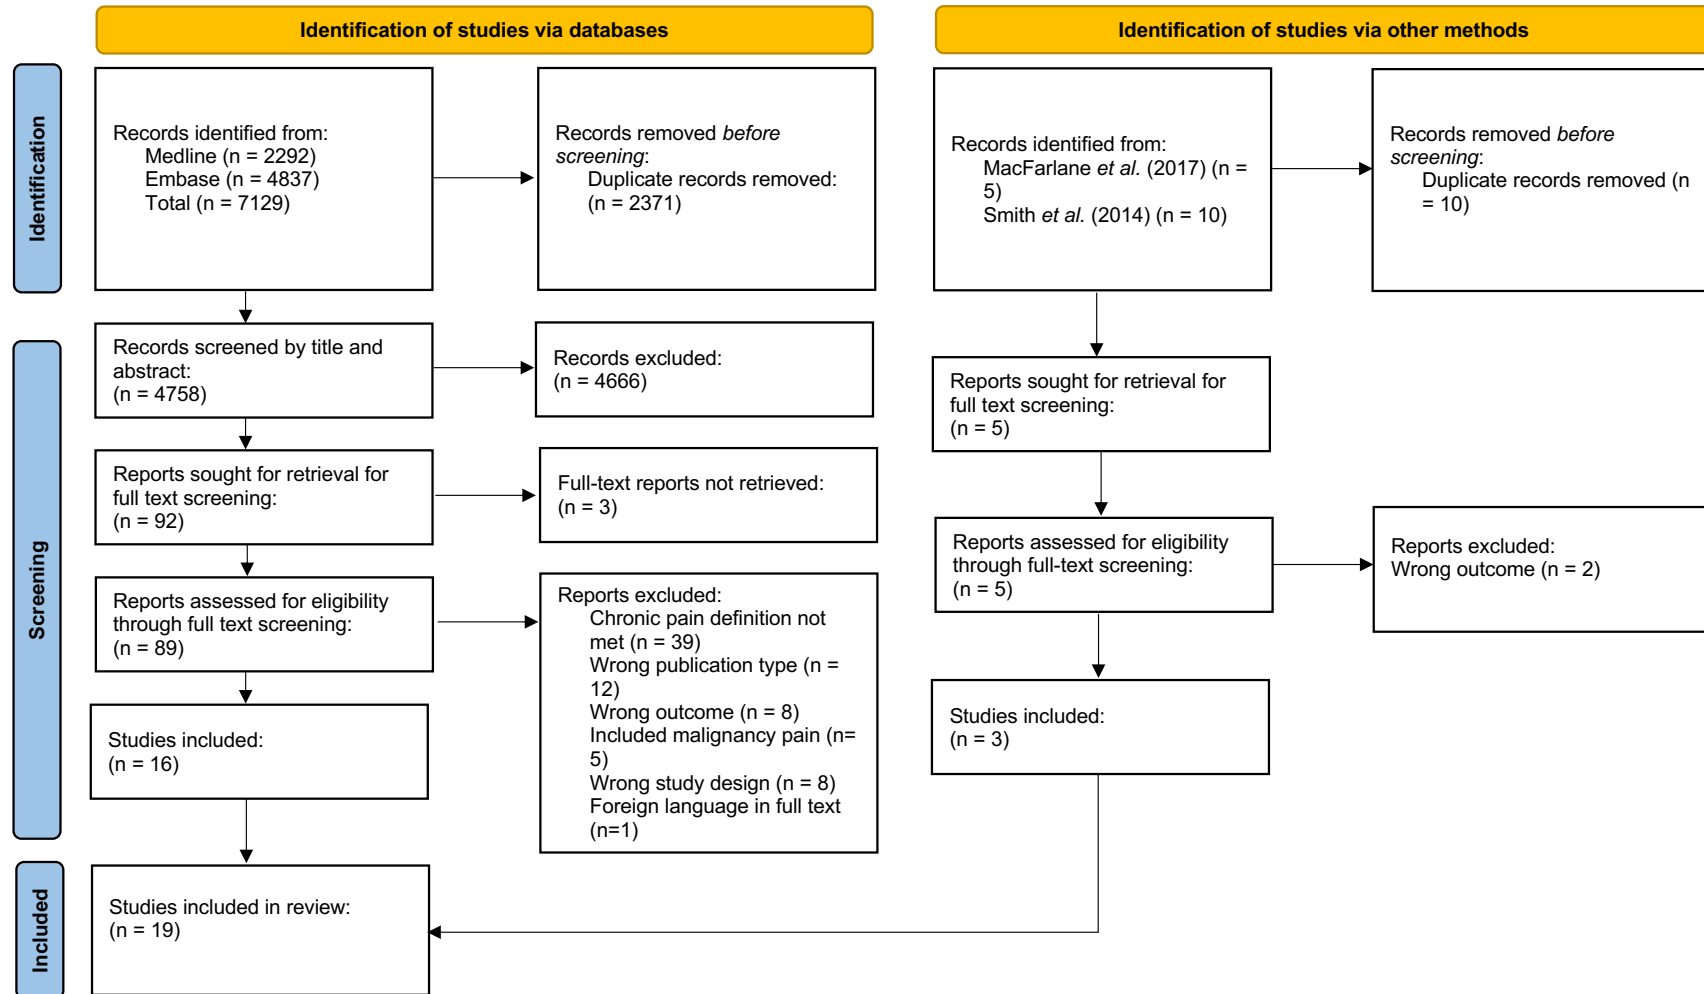 Identification of studies via databases
Identification of studies via other methods
Identification
Records identified from:
Medline (n = 2292)
Embase (n = 4837)
Total (n = 7129)
Records removed before
screening:
Duplicate records removed:
(n = 2371)
Records identified from:
MacFarlane et al. (2017) (n =
5)
Smith et al. (2014) (n = 10)
Records removed before
screening:
Duplicate records removed (n
= 10)
Screening
Records screened by title and
abstract:
(n = 4758)
Records excluded:
(n = 4666)
Reports sought for retrieval for
full text screening:
(n = 92)
Full-text reports not retrieved:
(n = 3)
Reports sought for retrieval for
full text screening:
(n = 5)
Reports assessed for eligibility
through full text screening:
(n = 89)
Reports excluded:
Chronic pain definition not
met (n = 39)
Wrong publication type (n =
12)
Wrong outcome (n = 8)
Included malignancy pain (n=
5)
Wrong study design (n = 8)
Foreign language in full text
(n=1)
Reports assessed for eligibility
through full-text screening:
(n = 5)
Reports excluded:
Wrong outcome (n = 2)
Studies included:
(n = 16)
Studies included:
(n = 3)
Included
Studies included in review:
(n = 19)